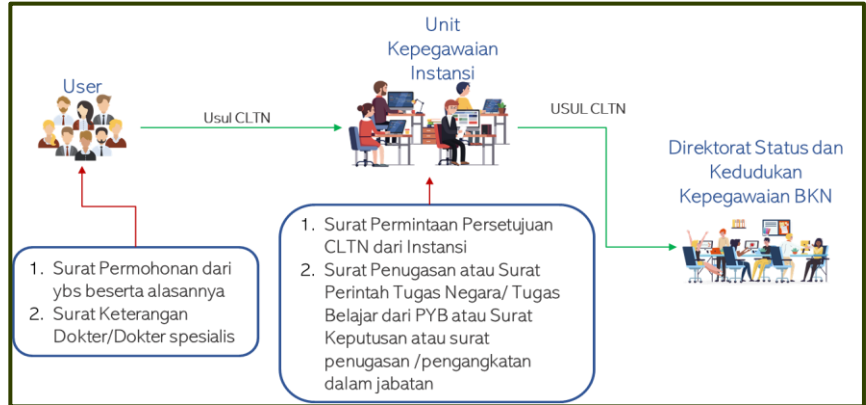 Unit
Kepegawaian
Instansi
User
Usul CLTN
USUL CLTN
Direktorat Status dan
Kedudukan
Kepegawaian BKN
1. Surat Permohonan dari
ybs beserta alasannya
2. Surat Keterangan
Dokter/Dokter spesialis
1. Surat Permintaan Persetujuan
CLTN dari Instansi
2. Surat Penugasan atau Surat
Perintah Tugas Negara/ Tugas
Belajar dari PYB atau Surat
Keputusan atau surat
penugasan /pengangkatan
dalam jabatan